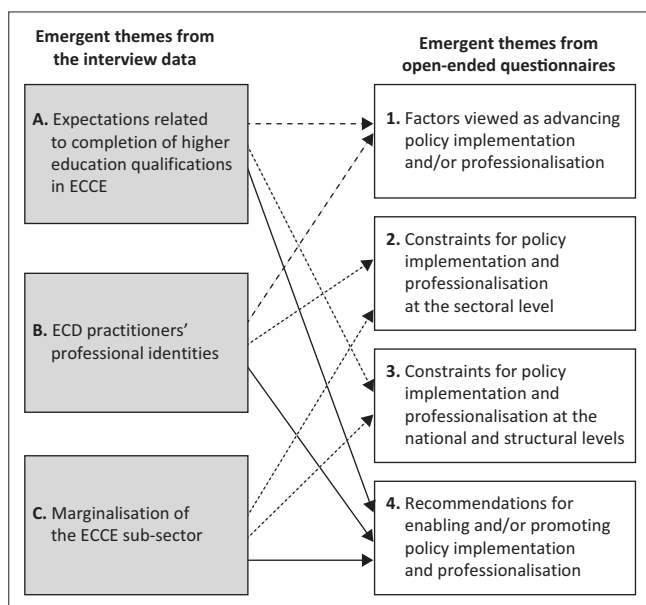 Emergent themes from
the interview data
A. Expectations related
to completion of higher
education qualifications
in ECCE
B. ECD practitioners’
professional identities
C. Marginalisation of
the ECCE sub-sector
Emergent themes from
open-ended questionnaires
1. Factors viewed as advancing
policy implementation
and/or professionalisation
2. Constraints for policy
implementation and
professionalisation
at the sectoral level
3. Constraints for policy
implementation and
professionalisation at the
national and structural levels
4. Recommendations for
enabling and/or promoting
policy implementation
and professionalisation